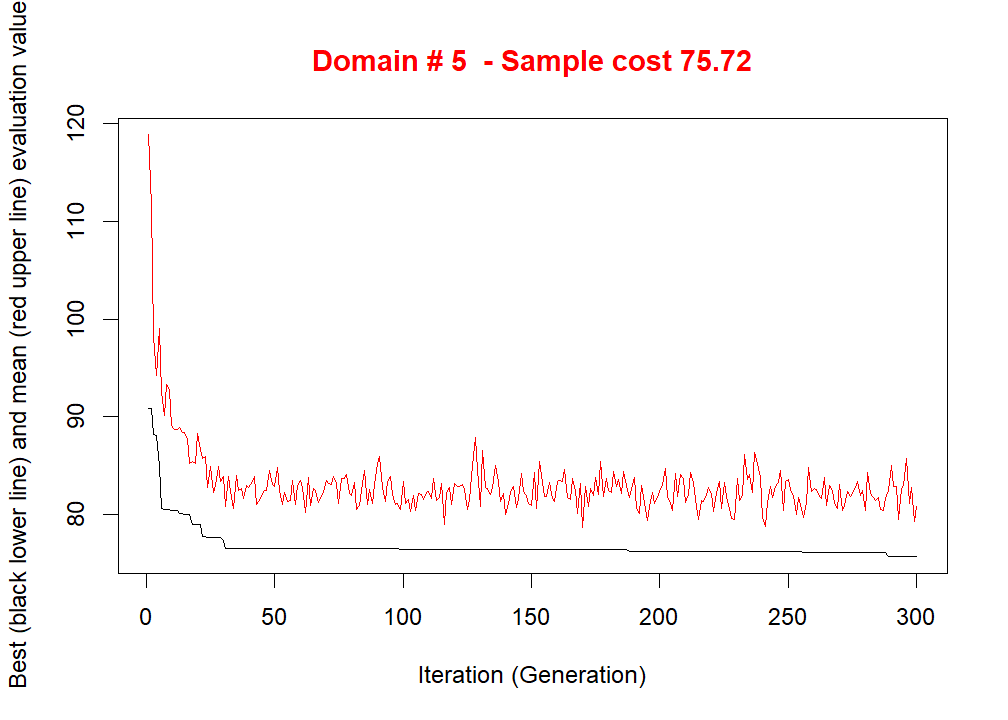 Domain # 5  - Sample cost 75.72
Best (black lower line) and mean (red upper line) evaluation value
120
110
100
90
80
0 50 100 150 200 250 300
Iteration (Generation)